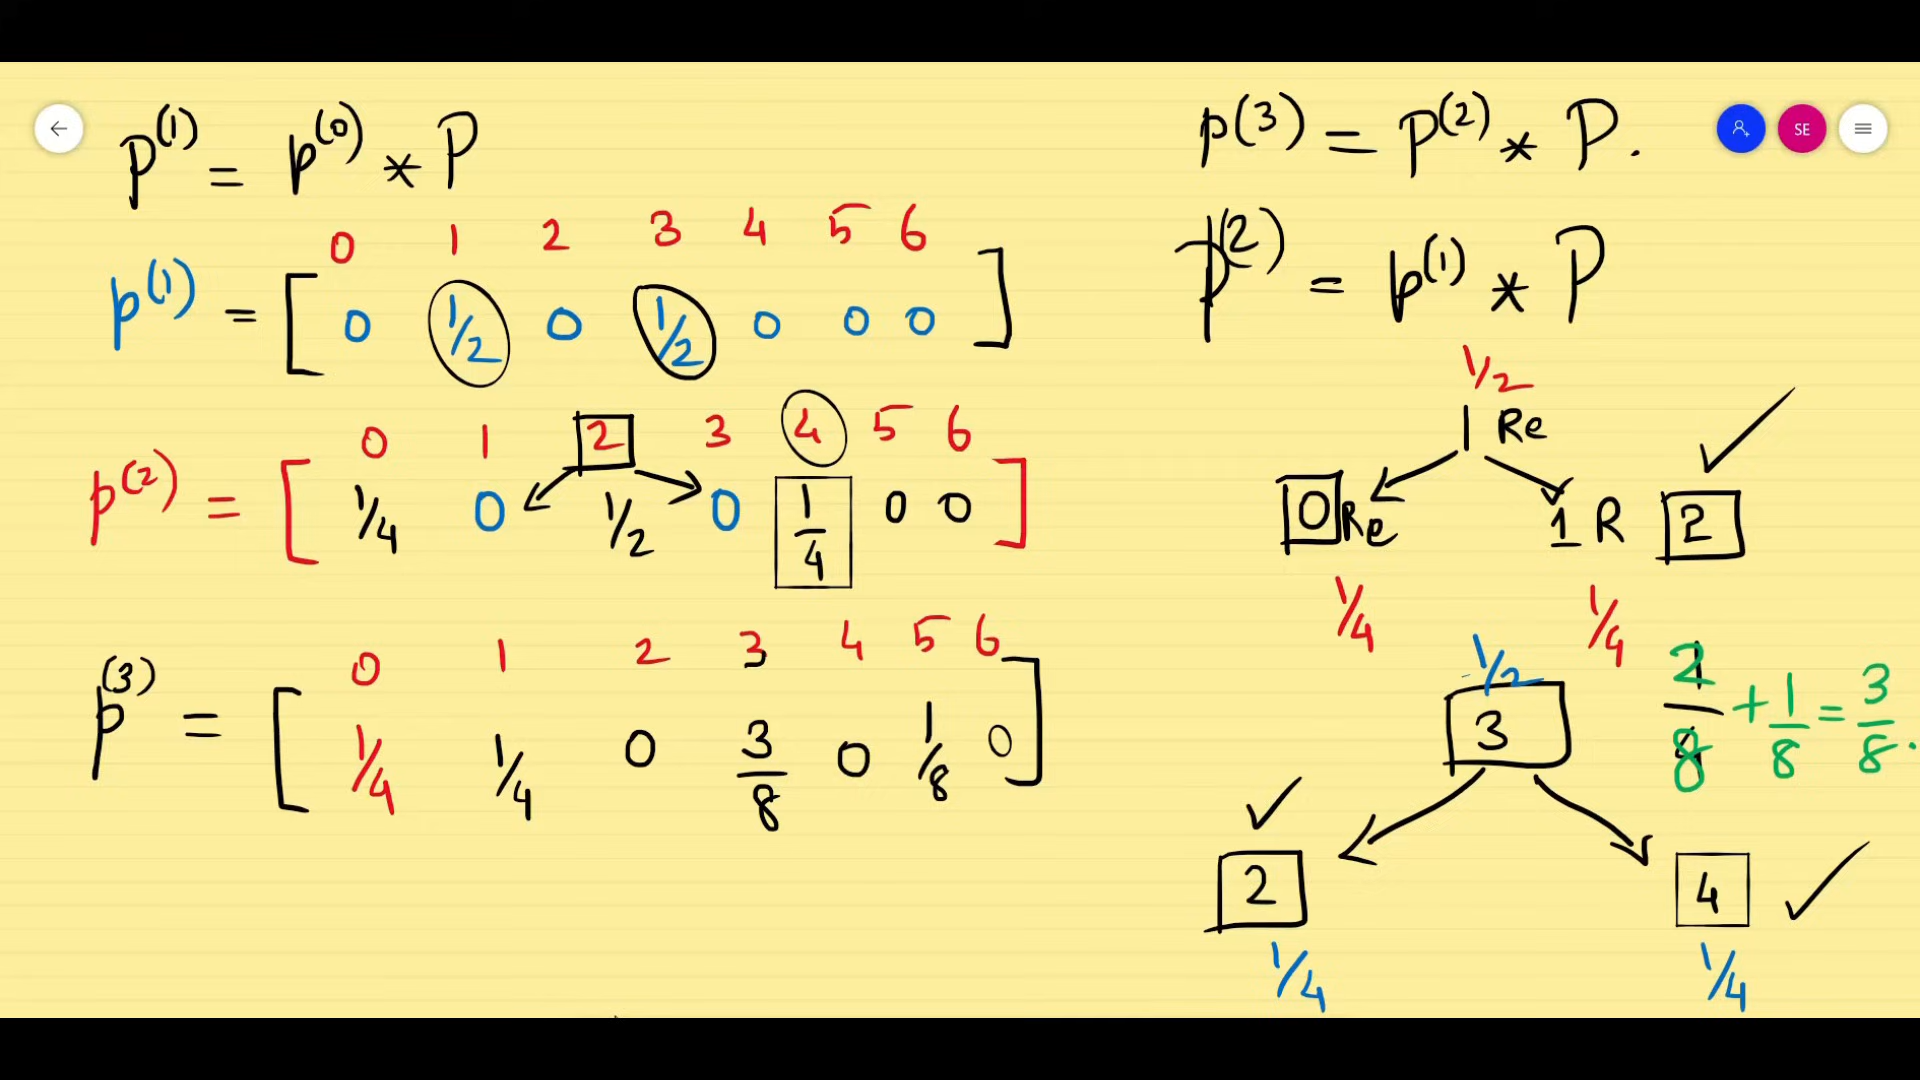 p^(1) = p^(0) * P
0 1 2 3 4 5 6
p^(1) = [ 0 1/2 0 1/2 0 0 0 ]
0 1 2 3 4 5 6
p^(2) = [ 1/4 0 1/2 0 1/4 0 0 ]
0 1 2 3 4 5 6
p^(3) = [ 1/4 1/4 0 3/8 0 1/8 0 ]
p^(3) = p^(2) * P.
SE
p^(2) = p^(1) * P
1/2
1 Re
0 Re 1 R 2
1/4 1/4
1/2
3
2/8 + 1/8 = 3/8.
2 4
1/4 1/4